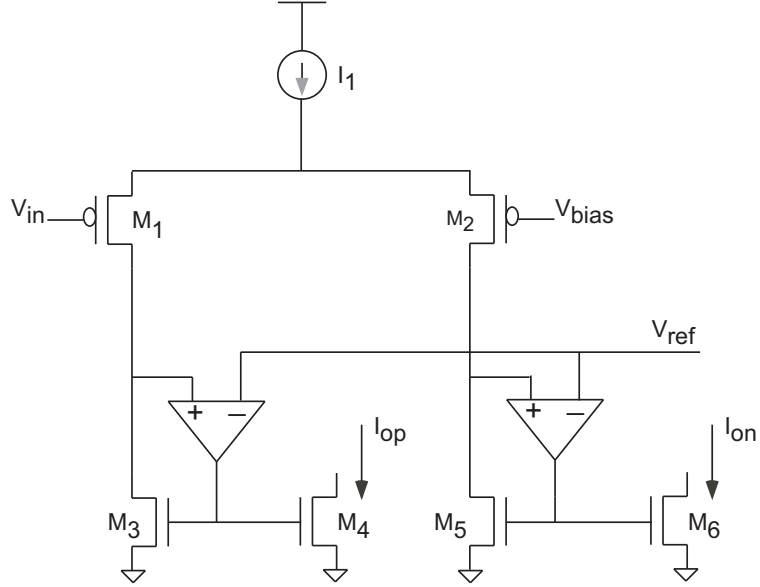 I1
Vin
M1
M2
Vbias
Vref
+ −
+ −
Iop
Ion
M3
M4
M5
M6